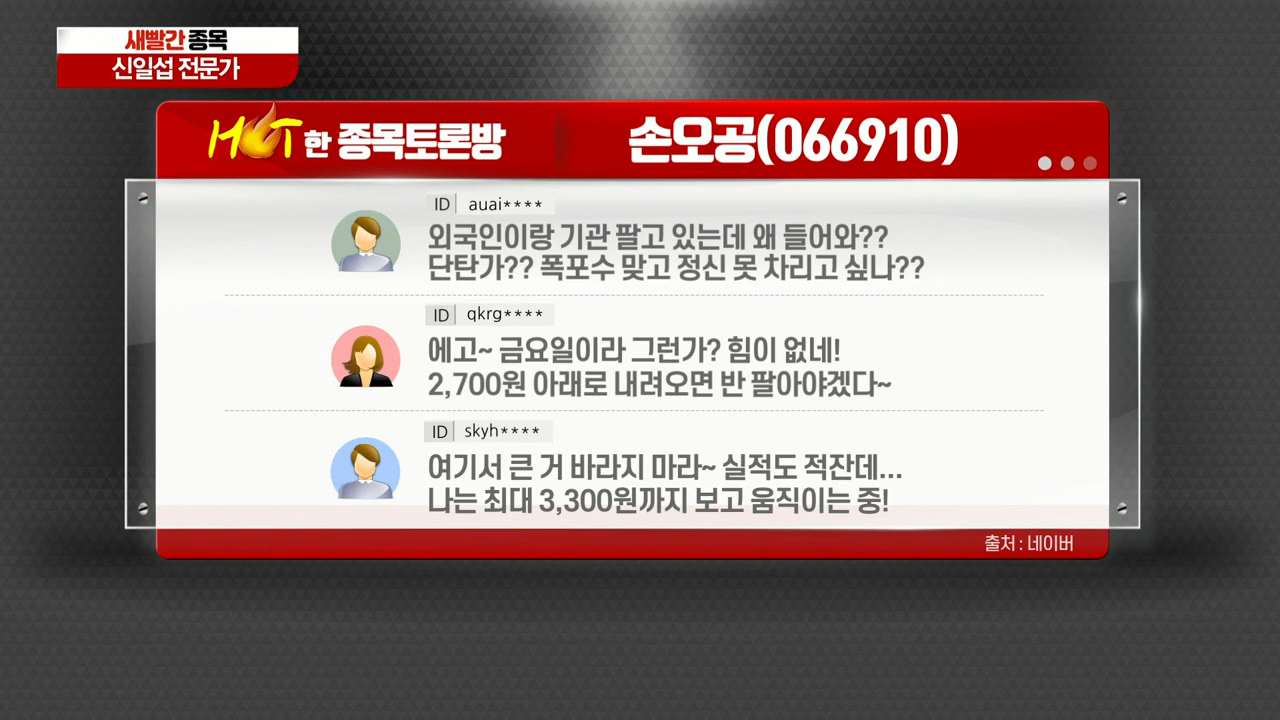 새빨간 종목
신일섭 전문가
HOT한 종목토론방
손오공(066910)
ID auai****
외국인이랑 기관 팔고 있는데 왜 들어와??
단탄가?? 폭포수 맞고 정신 못 차리고 싶나??
ID qkrg****
에고~ 금요일이라 그런가? 힘이 없네!
2,700원 아래로 내려오면 반 팔아야겠다~
ID skyh****
여기서 큰 거 바라지 마라~ 실적도 적잔데...
나는 최대 3,300원까지 보고 움직이는 중!
출처 : 네이버